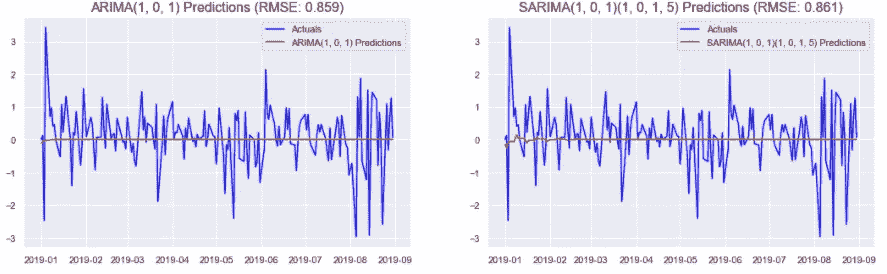 ARIMA(1, 0, 1) Predictions (RMSE: 0.859)
Actuals
ARIMA(1, 0, 1) Predictions
3
2
1
0
−1
−2
−3
2019-01 2019-02 2019-03 2019-04 2019-05 2019-06 2019-07 2019-08 2019-09
SARIMA(1, 0, 1)(1, 0, 1, 5) Predictions (RMSE: 0.861)
Actuals
SARIMA(1, 0, 1)(1, 0, 1, 5) Predictions
3
2
1
0
−1
−2
−3
2019-01 2019-02 2019-03 2019-04 2019-05 2019-06 2019-07 2019-08 2019-09